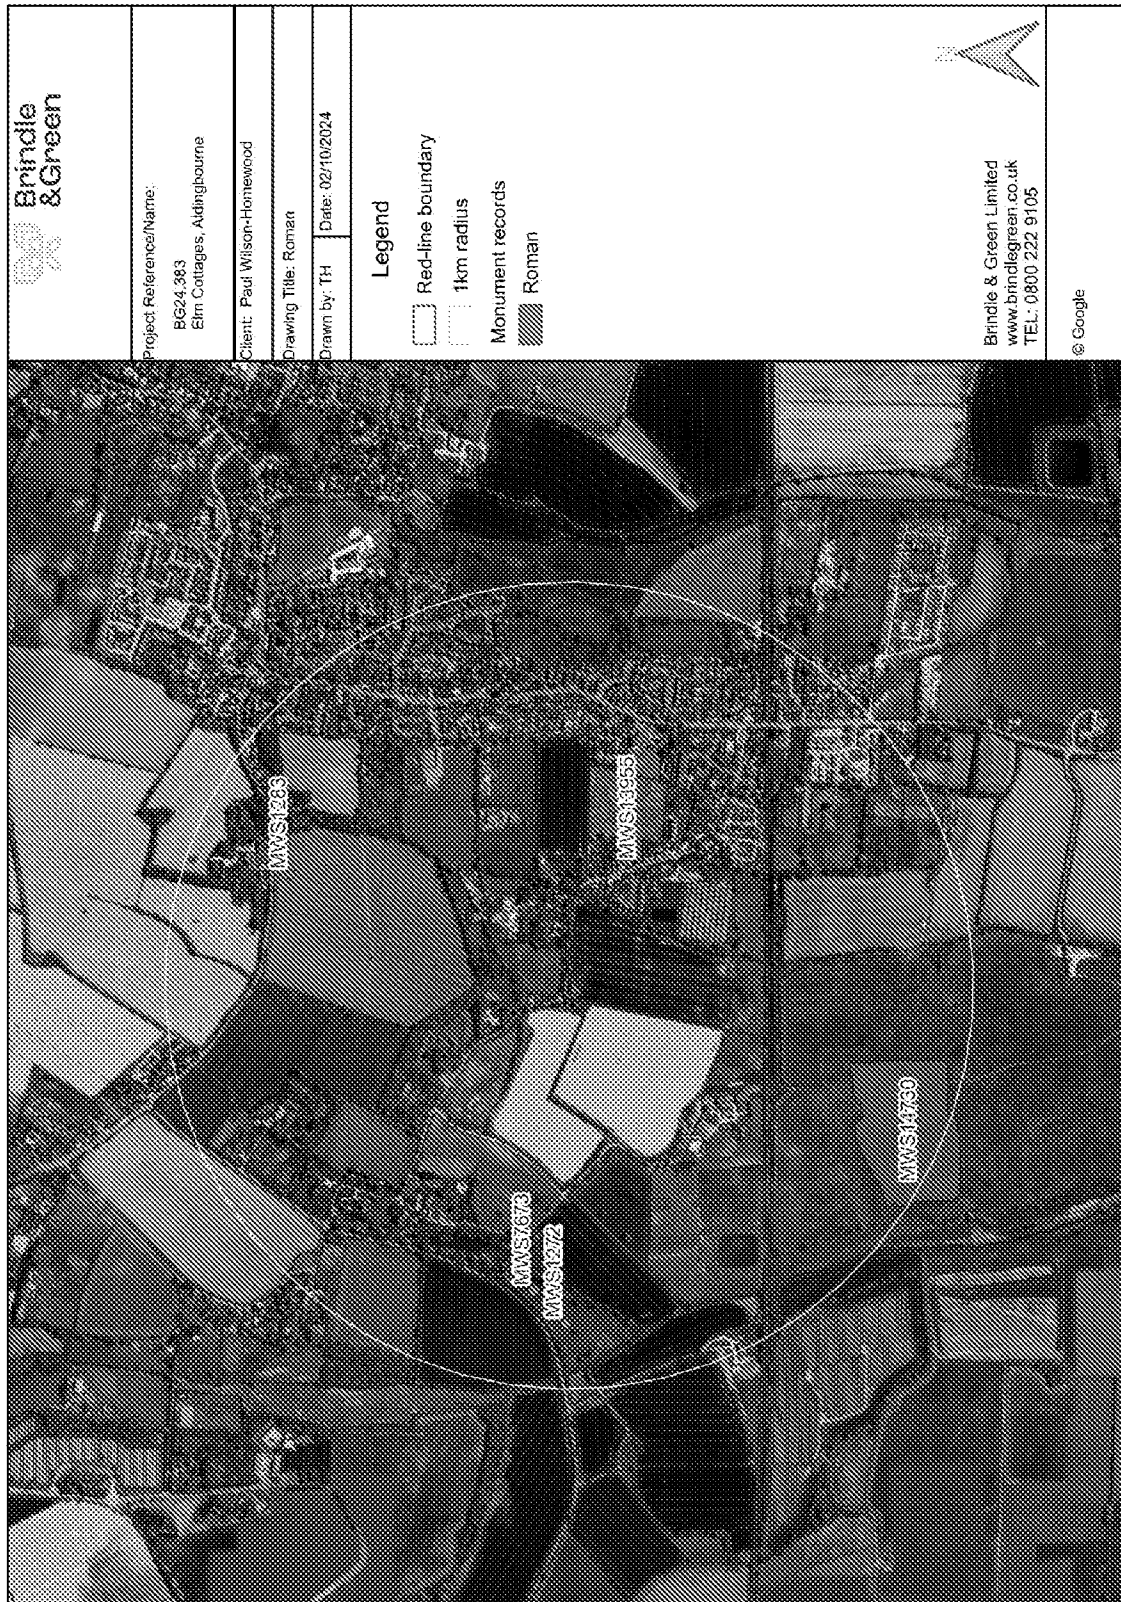 Brindle
&Green
Project Reference/Name:
BG24.383
Elm Cottages, Aldingbourne
Client: Paul Wilson-Homewood
Drawing Title: Roman
Drawn by: TH
Date: 02/10/2024
Legend
Red-line boundary
1km radius
Monument records
Roman
N
Brindle & Green Limited
www.brindlegreen.co.uk
TEL: 0800 222 9105
© Google
MWS1283
MWS13955
MWS7673
MWS1272
MWS14730